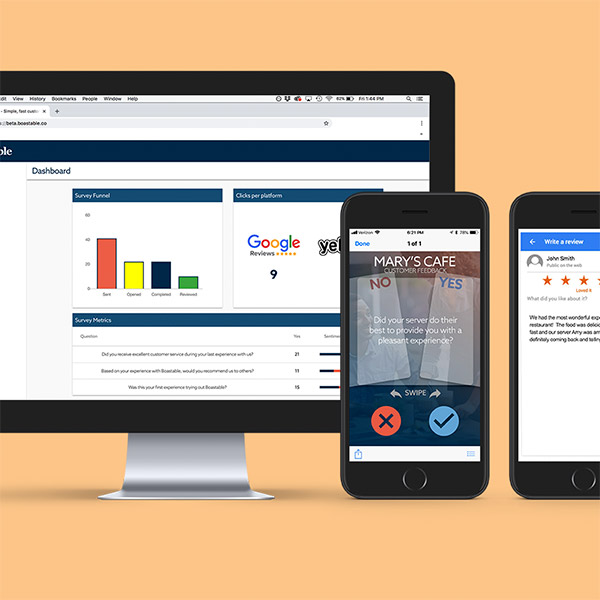 View History Bookmarks People Window Help
62% Fri 1:44 PM
- Simple, fast custo
beta.boastable.co
Dashboard
Survey Funnel
60
40
20
0
Sent Opened Completed Reviewed
Clicks per platform
Google
Reviews
9
yel
Survey Metrics
Question Yes Sentime
Did you receive excellent customer service during your last experience with us? 21
Based on your experience with Boastable, would you recommend us to others? 11
Was this your first experience trying out Boastable? 15
Verizon 6:21 PM 78%
Done 1 of 1
MARY'S CAFE
CUSTOMER FEEDBACK
NO YES
Did your server do their
best to provide you with a
pleasant experience?
SWIPE
Write a review
John Smith
Public on the web
Loved it
What did you like about it?
We had the most wonderful expe
restaurant! The food was delicio
fast and our server Amy was am
definitely coming back and telling